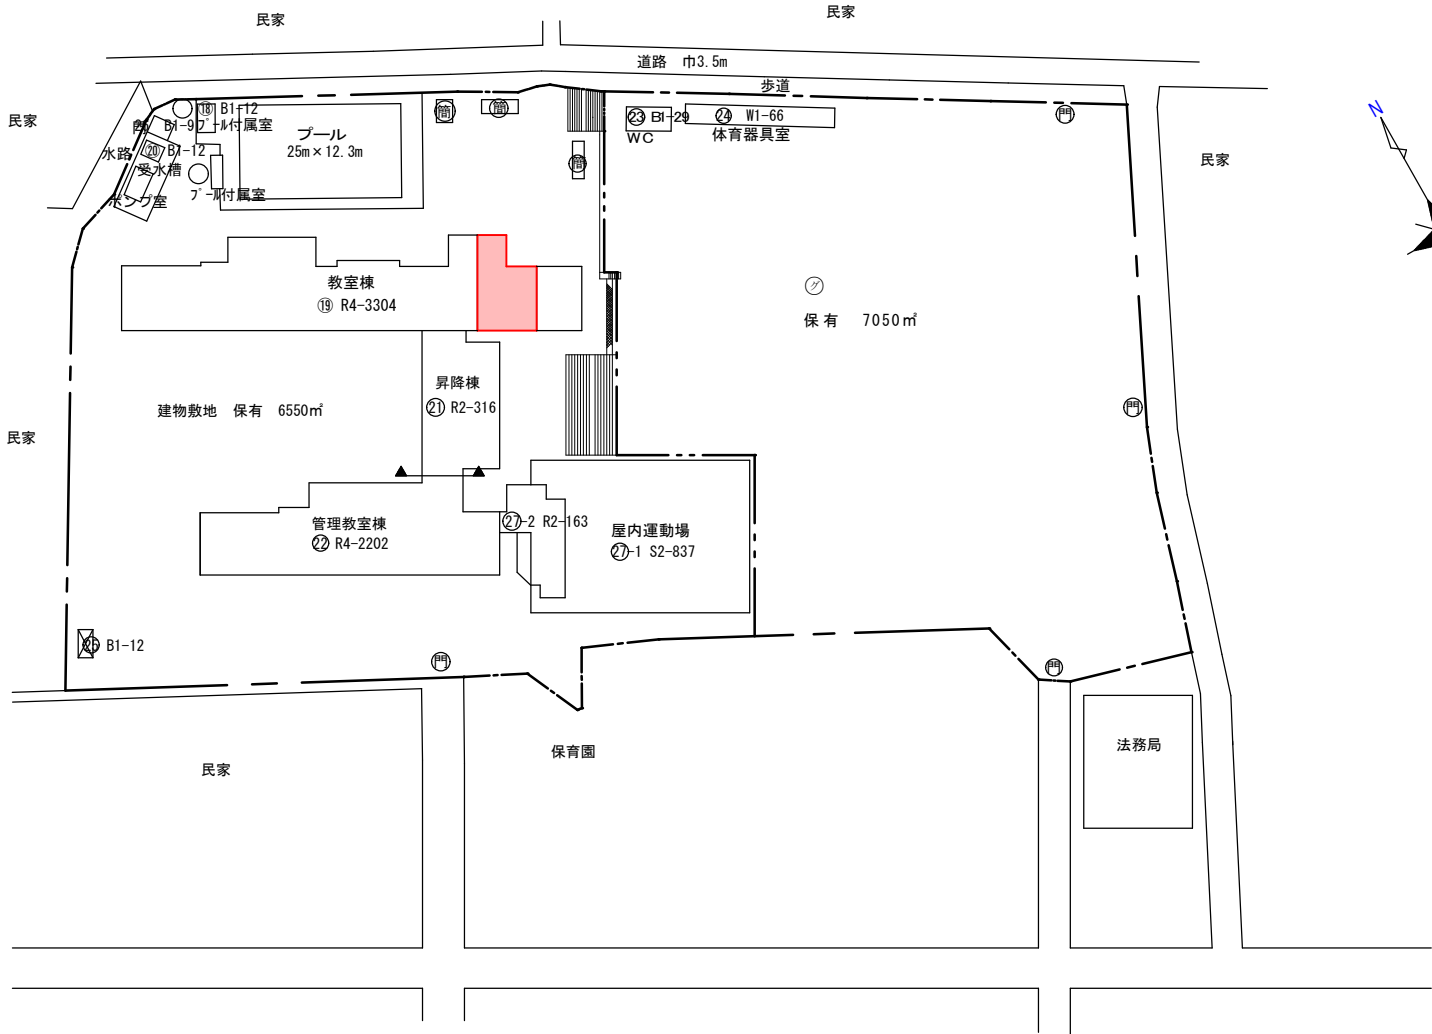 民家
民家
道路 巾3.5m
歩道
民家
⑱ B1-12
プール付属室
B1-9
⑳ B1-12
水路
受水槽
ポンプ室
プール付属室
プール
25m×12.3m
簡
簡
簡
㉓ B1-29
WC
㉔ W1-66
体育器具室
門
民家
N
教室棟
⑲ R4-3304
グ
保有 7050㎡
昇降棟
㉑ R2-316
建物敷地 保有 6550㎡
門
民家
管理教室棟
㉒ R4-2202
㉗-2 R2-163
屋内運動場
㉗-1 S2-837
㉕ B1-12
門
門
保育園
法務局
民家